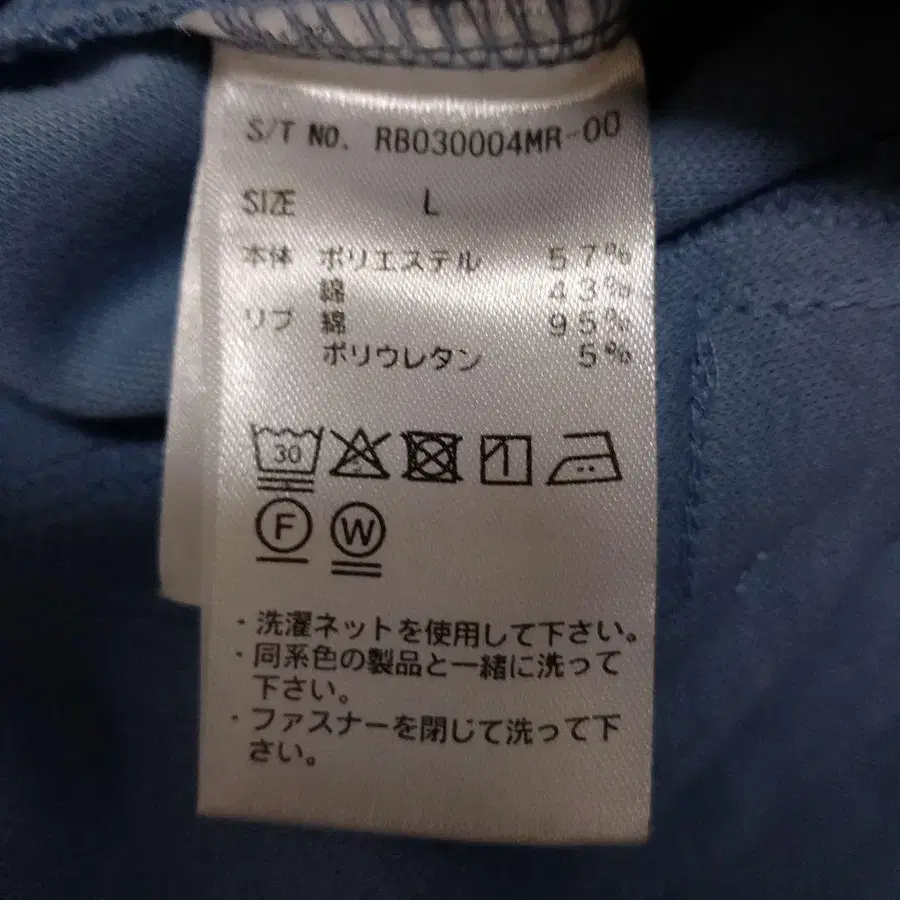 S/T NO. RB030004MR-00
SIZE L
本体 ポリエステル 57%
綿 43%
リブ 綿 95%
ポリウレタン 5%
30
F W
・洗濯ネットを使用して下さい。
・同系色の製品と一緒に洗って
下さい。
・ファスナーを閉じて洗って下
さい。